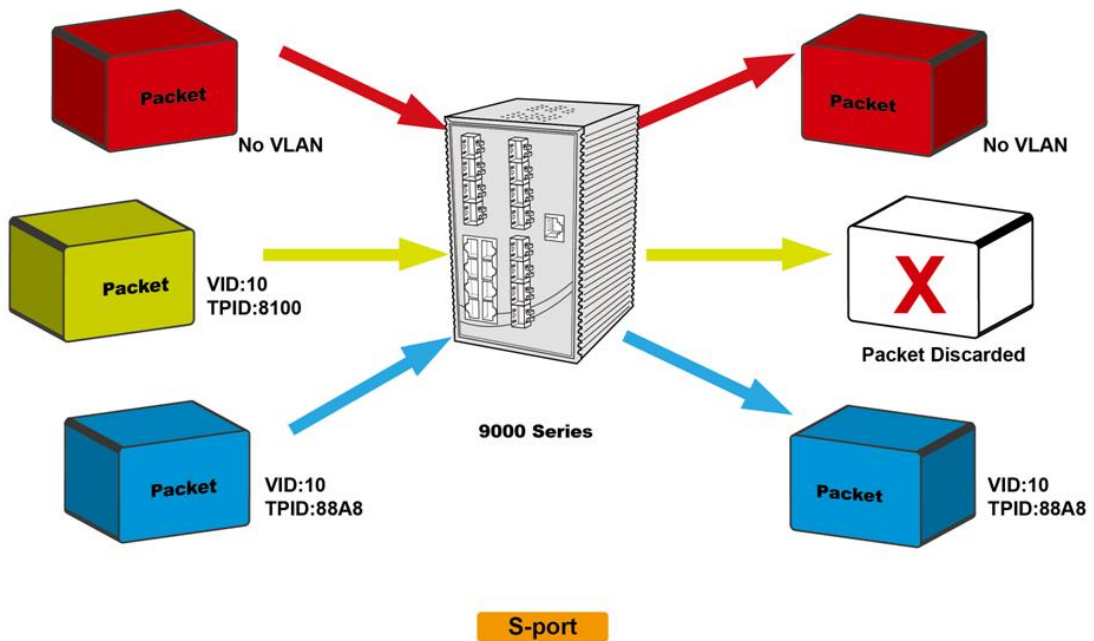 Packet
No VLAN
Packet
No VLAN
Packet
VID:10
TPID:8100
X
Packet Discarded
9000 Series
Packet
VID:10
TPID:88A8
Packet
VID:10
TPID:88A8
S-port